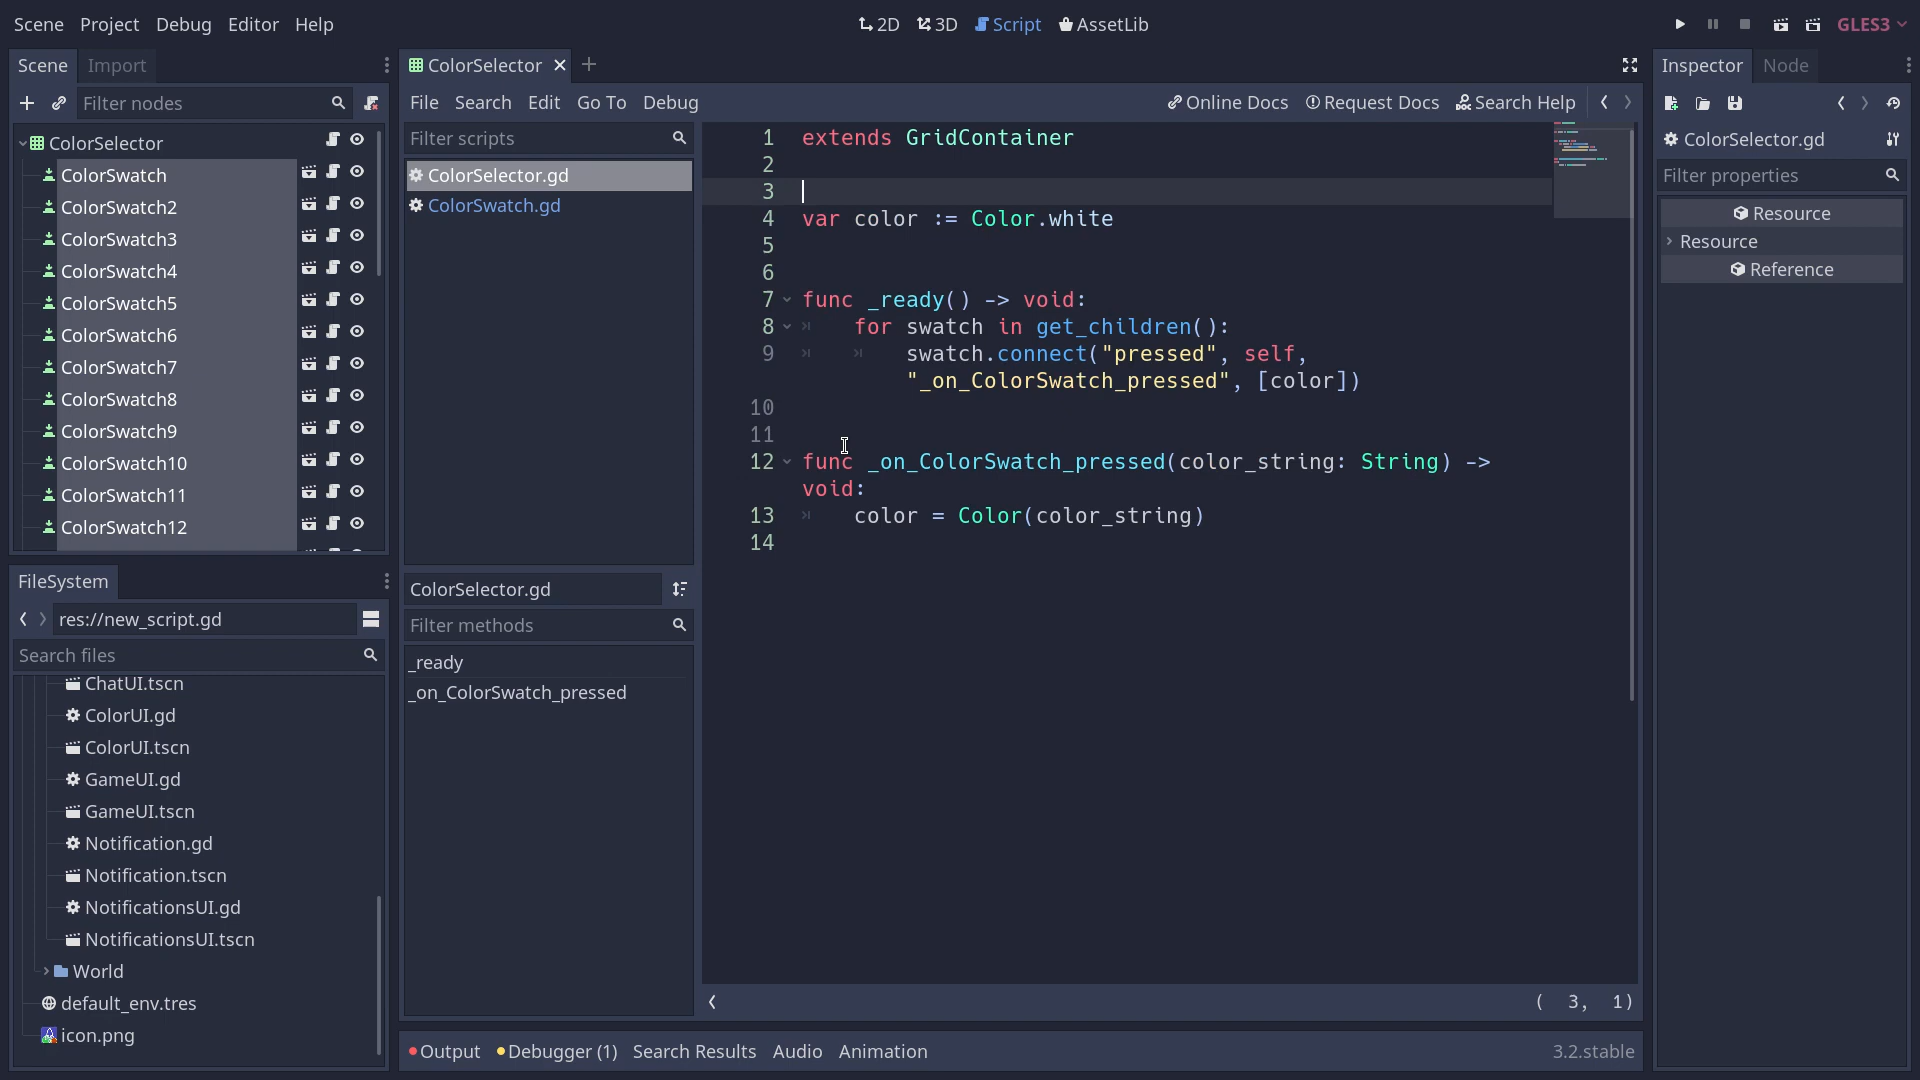 Scene Project Debug Editor Help
2D 3D Script AssetLib
GLES3
Scene Import
Filter nodes
ColorSelector
ColorSwatch
ColorSwatch2
ColorSwatch3
ColorSwatch4
ColorSwatch5
ColorSwatch6
ColorSwatch7
ColorSwatch8
ColorSwatch9
ColorSwatch10
ColorSwatch11
ColorSwatch12
FileSystem
res://new_script.gd
Search files
ChatUI.tscn
ColorUI.gd
ColorUI.tscn
GameUI.gd
GameUI.tscn
Notification.gd
Notification.tscn
NotificationsUI.gd
NotificationsUI.tscn
World
default_env.tres
icon.png
ColorSelector
File Search Edit Go To Debug
Online Docs Request Docs Search Help
Filter scripts
ColorSelector.gd
ColorSwatch.gd
ColorSelector.gd
Filter methods
_ready
_on_ColorSwatch_pressed
1 extends GridContainer
2
3
4 var color := Color.white
5
6
7 func _ready() -> void:
8 for swatch in get_children():
9 swatch.connect("pressed", self,
"_on_ColorSwatch_pressed", [color])
10
11
12 func _on_ColorSwatch_pressed(color_string: String) ->
void:
13 color = Color(color_string)
14
( 3, 1)
Output Debugger (1) Search Results Audio Animation
3.2.stable
Inspector Node
ColorSelector.gd
Filter properties
Resource
Resource
Reference